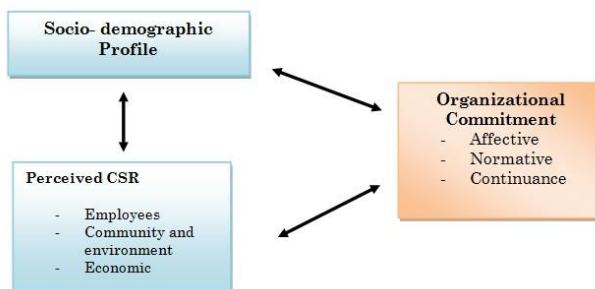 Socio- demographic
Profile
Organizational
Commitment
- Affective
- Normative
- Continuance
Perceived CSR
- Employees
- Community and
environment
- Economic